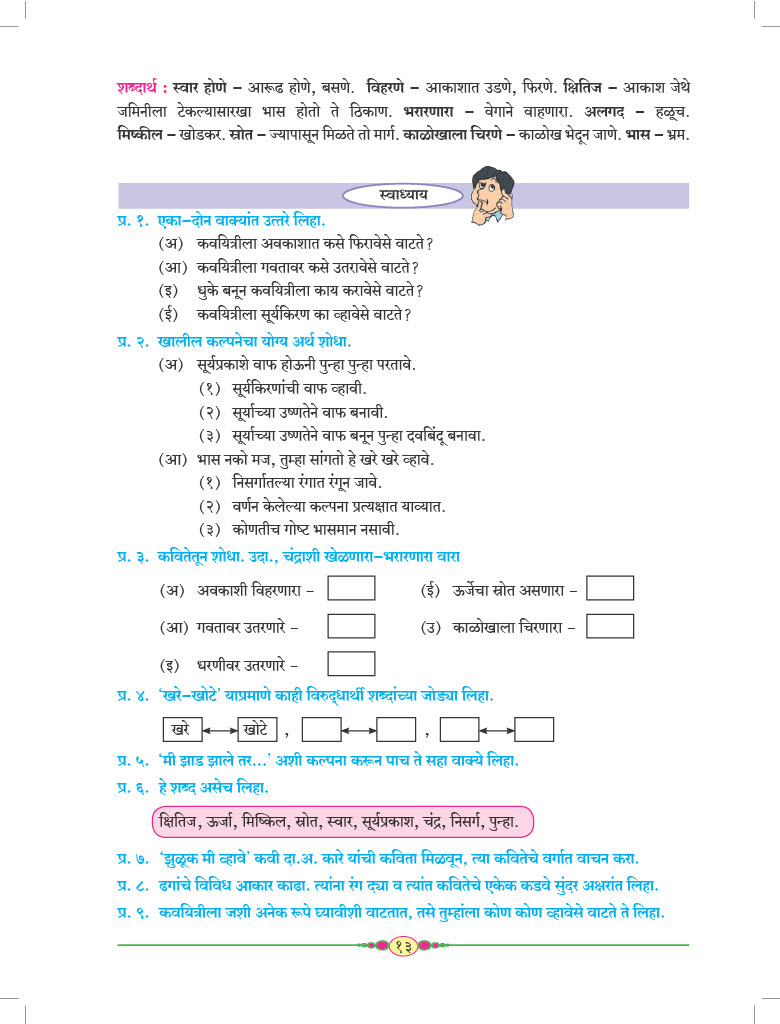 शब्दार्थ : स्वार होणे – आरूढ होणे, बसणे. विहरणे – आकाशात उडणे, फिरणे. क्षितिज – आकाश जेथे
जमिनीला टेकल्यासारखा भास होतो ते ठिकाण. भरारणारा – वेगाने वाहणारा. अलगद – हळूच.
मिष्कील – खोडकर. स्रोत – ज्यापासून मिळते तो मार्ग. काळोखाला चिरणे – काळोख भेदून जाणे. भास – भ्रम.
स्वाध्याय
प्र. १. एका–दोन वाक्यांत उत्तरे लिहा.
(अ) कवयित्रीला अवकाशात कसे फिरावेसे वाटते?
(आ) कवयित्रीला गवतावर कसे उतरावेसे वाटते?
(इ) धुके बनून कवयित्रीला काय करावेसे वाटते?
(ई) कवयित्रीला सूर्यकिरण का व्हावेसे वाटते?
प्र. २. खालील कल्पनेचा योग्य अर्थ शोधा.
(अ) सूर्यप्रकाशे वाफ होऊनी पुन्हा पुन्हा परतावे.
(१) सूर्यकिरणांची वाफ व्हावी.
(२) सूर्याच्या उष्णतेने वाफ बनावी.
(३) सूर्याच्या उष्णतेने वाफ बनून पुन्हा दवबिंदू बनावा.
(आ) भास नको मज, तुम्हा सांगतो हे खरे खरे व्हावे.
(१) निसर्गातल्या रंगात रंगून जावे.
(२) वर्णन केलेल्या कल्पना प्रत्यक्षात याव्यात.
(३) कोणतीच गोष्ट भासमान नसावी.
प्र. ३. कवितेतून शोधा. उदा., चंद्राशी खेळणारा–भरारणारा वारा
(अ) अवकाशी विहरणारा – (ई) ऊर्जेचा स्रोत असणारा –
(आ) गवतावर उतरणारे – (उ) काळोखाला चिरणारा –
(इ) धरणीवर उतरणारे –
प्र. ४. ‘खरे–खोटे’ याप्रमाणे काही विरुद्धार्थी शब्दांच्या जोड्या लिहा.
खरे खोटे , ,
प्र. ५. ‘मी झाड झाले तर...’ अशी कल्पना करून पाच ते सहा वाक्ये लिहा.
प्र. ६. हे शब्द असेच लिहा.
क्षितिज, ऊर्जा, मिष्किल, स्रोत, स्वार, सूर्यप्रकाश, चंद्र, निसर्ग, पुन्हा.
प्र. ७. ‘झुळूक मी व्हावे’ कवी दा.अ. कारे यांची कविता मिळवून, त्या कवितेचे वर्गात वाचन करा.
प्र. ८. ढगांचे विविध आकार काढा. त्यांना रंग द्या व त्यांत कवितेचे एकेक कडवे सुंदर अक्षरांत लिहा.
प्र. ९. कवयित्रीला जशी अनेक रूपे घ्यावीशी वाटतात, तसे तुम्हांला कोण कोण व्हावेसे वाटते ते लिहा.
१३